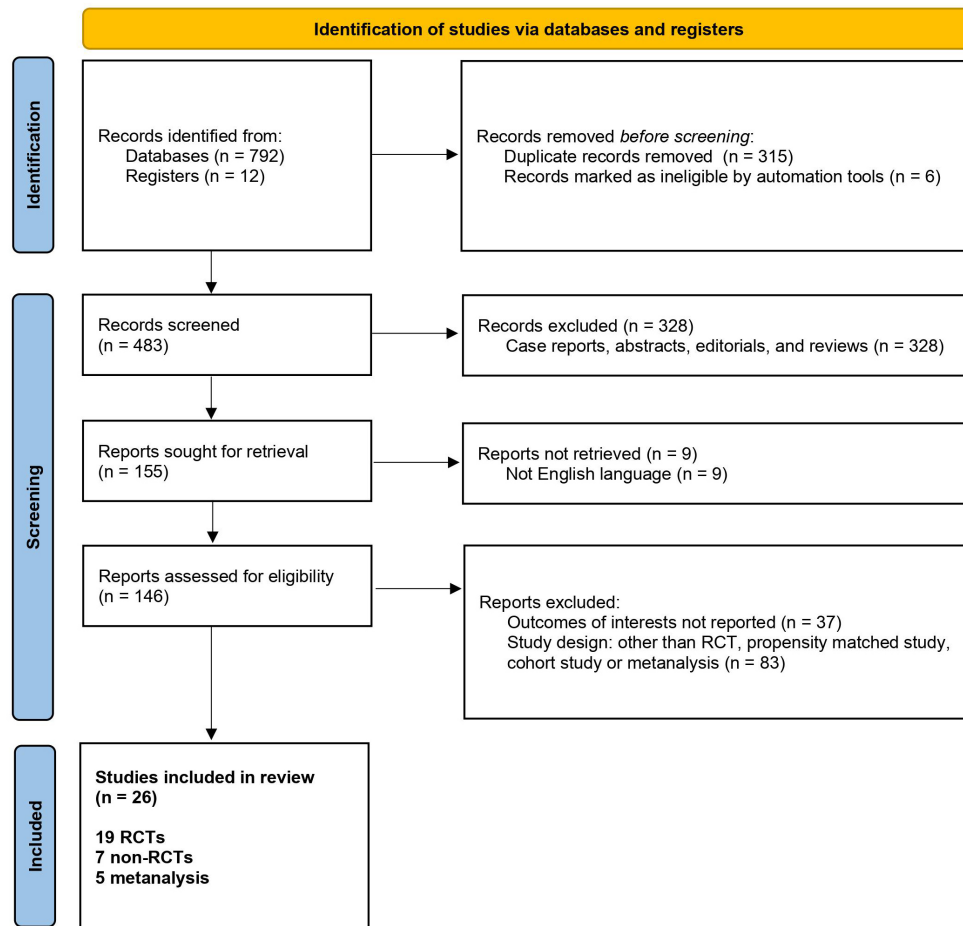 Identification of studies via databases and registers
Identification
Records identified from:
Databases (n = 792)
Registers (n = 12)
Records removed before screening:
Duplicate records removed (n = 315)
Records marked as ineligible by automation tools (n = 6)
Screening
Records screened
(n = 483)
Records excluded (n = 328)
Case reports, abstracts, editorials, and reviews (n = 328)
Reports sought for retrieval
(n = 155)
Reports not retrieved (n = 9)
Not English language (n = 9)
Reports assessed for eligibility
(n = 146)
Reports excluded:
Outcomes of interests not reported (n = 37)
Study design: other than RCT, propensity matched study,
cohort study or metanalysis (n = 83)
Included
Studies included in review
(n = 26)
19 RCTs
7 non-RCTs
5 metanalysis